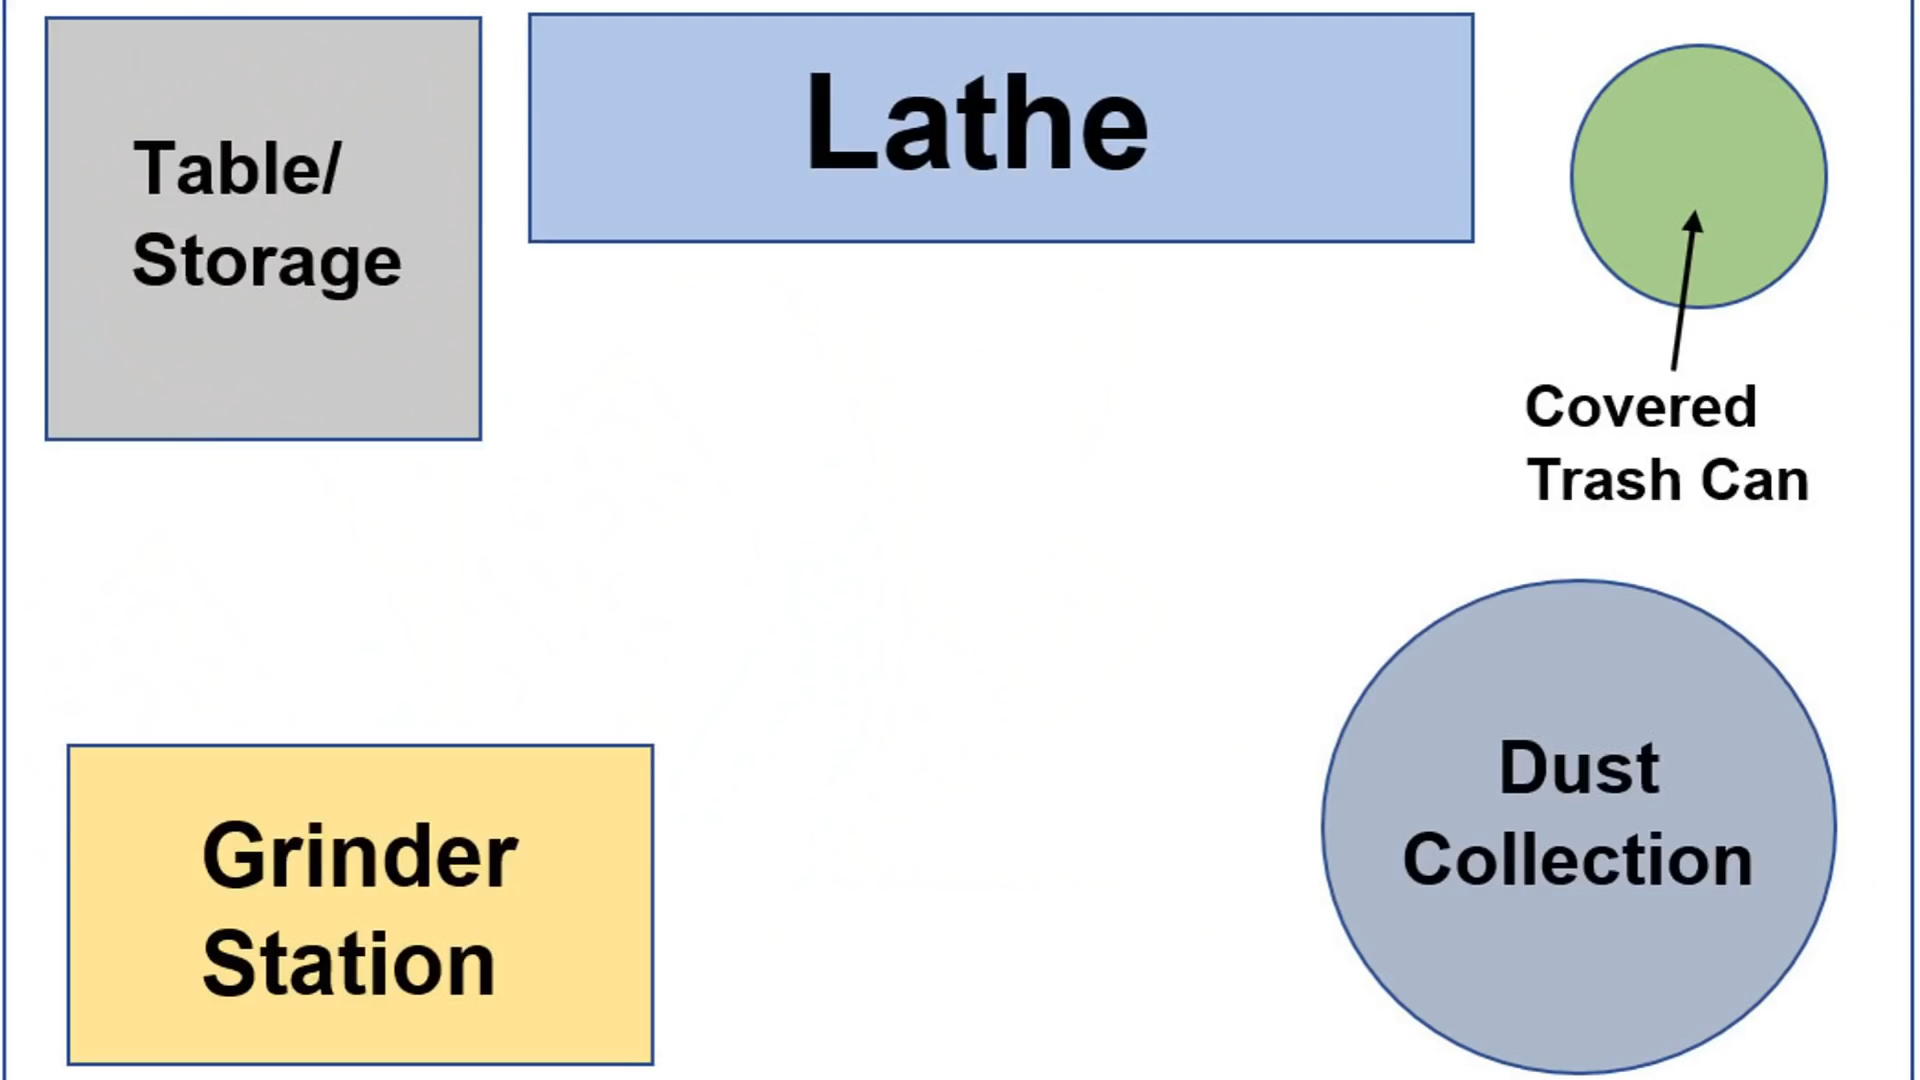 Table/
Storage
Lathe
Covered
Trash Can
Grinder
Station
Dust
Collection